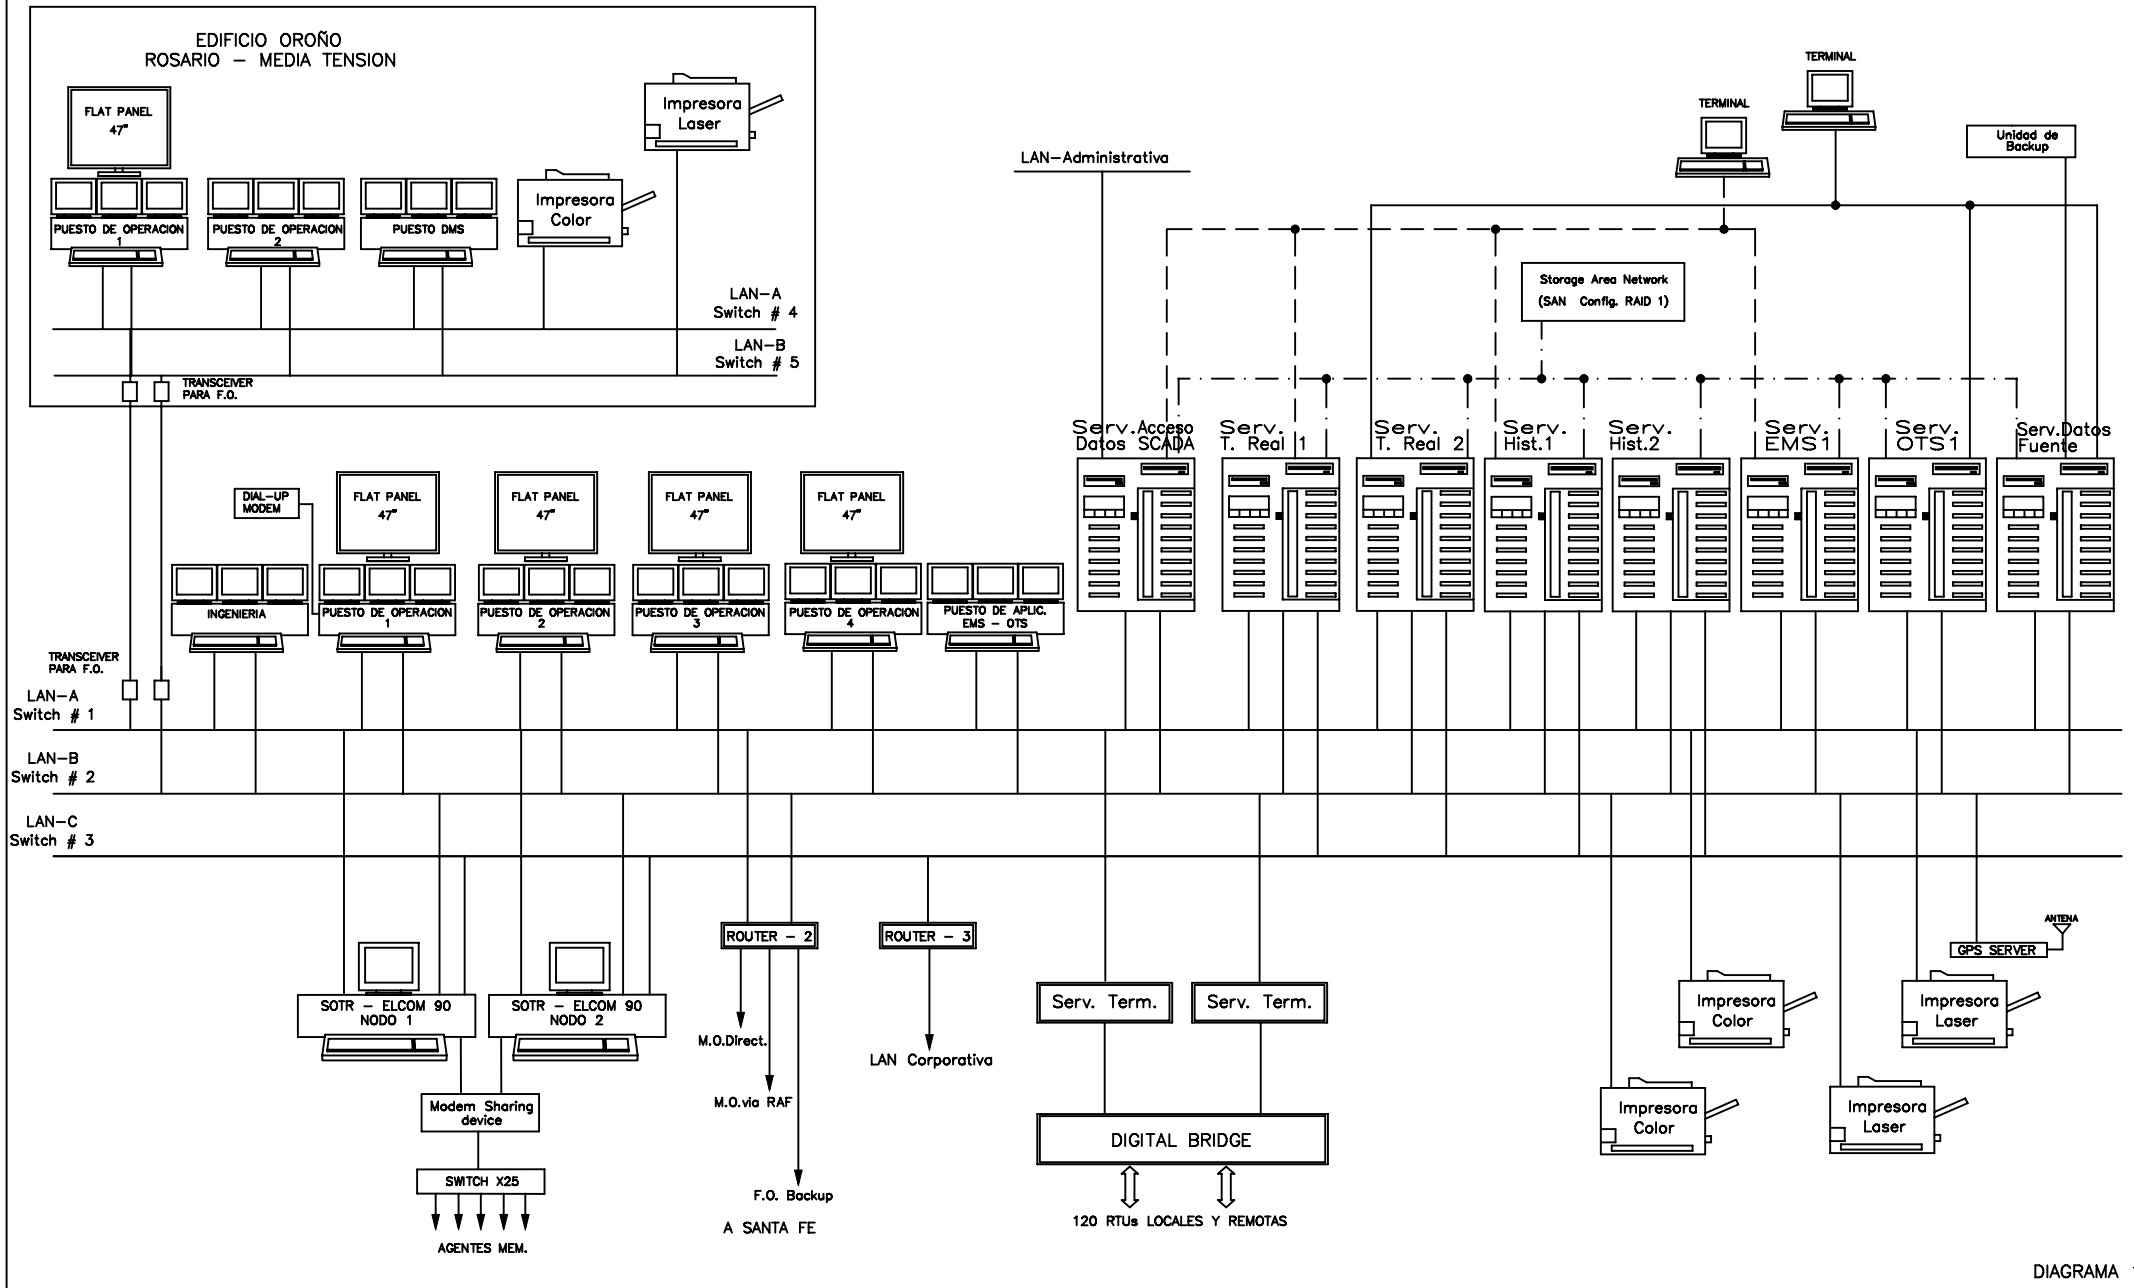 EDIFICIO OROÑO
ROSARIO - MEDIA TENSION
FLAT PANEL
47"
Impresora
Laser
Impresora
Color
PUESTO DE OPERACION
1
PUESTO DE OPERACION
2
PUESTO DMS
LAN-A
Switch # 4
LAN-B
Switch # 5
TRANSCEIVER
PARA F.O.
TERMINAL
TERMINAL
Unidad de
Backup
LAN-Administrativa
Storage Area Network
(SAN Config. RAID 1)
Serv.Acceso
Datos SCADA
Serv.
T. Real 1
Serv.
T. Real 2
Serv.
Hist.1
Serv.
Hist.2
Serv.
EMS1
Serv.
OTS1
Serv.Datos
Fuente
DIAL-UP
MODEM
FLAT PANEL
47"
FLAT PANEL
47"
FLAT PANEL
47"
FLAT PANEL
47"
INGENIERIA
PUESTO DE OPERACION
1
PUESTO DE OPERACION
2
PUESTO DE OPERACION
3
PUESTO DE OPERACION
4
PUESTO DE APLIC.
EMS - OTS
TRANSCEIVER
PARA F.O.
LAN-A
Switch # 1
LAN-B
Switch # 2
LAN-C
Switch # 3
ROUTER - 2
ROUTER - 3
ANTENA
GPS SERVER
SOTR - ELCOM 90
NODO 1
SOTR - ELCOM 90
NODO 2
Serv. Term.
Serv. Term.
Impresora
Color
Impresora
Laser
M.O.Direct.
LAN Corporativa
M.O.via RAF
Modem Sharing
device
Impresora
Color
Impresora
Laser
DIGITAL BRIDGE
SWITCH X25
F.O. Backup
A SANTA FE
120 RTUs LOCALES Y REMOTAS
AGENTES MEM.
DIAGRAMA